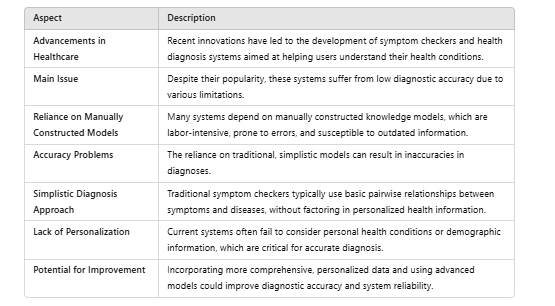 Aspect Description
Advancements in Healthcare
Recent innovations have led to the development of symptom checkers and health
diagnosis systems aimed at helping users understand their health conditions.
Main Issue
Despite their popularity, these systems suffer from low diagnostic accuracy due to
various limitations.
Reliance on Manually
Constructed Models
Many systems depend on manually constructed knowledge models, which are
labor-intensive, prone to errors, and susceptible to outdated information.
Accuracy Problems
The reliance on traditional, simplistic models can result in inaccuracies in
diagnoses.
Simplistic Diagnosis
Approach
Traditional symptom checkers typically use basic pairwise relationships between
symptoms and diseases, without factoring in personalized health information.
Lack of Personalization
Current systems often fail to consider personal health conditions or demographic
information, which are critical for accurate diagnosis.
Potential for Improvement
Incorporating more comprehensive, personalized data and using advanced
models could improve diagnostic accuracy and system reliability.